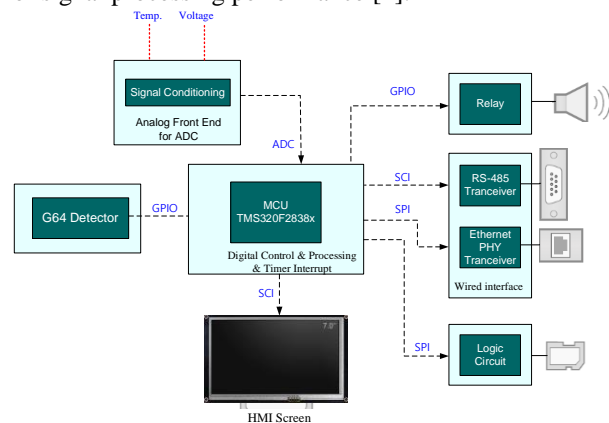 Temp. Voltage
Signal Conditioning
Analog Front End
for ADC
ADC
GPIO
Relay
G64 Detector
GPIO
MCU
TMS320F2838x
Digital Control & Processing
& Timer Interrupt
SCI
RS-485
Tranceiver
SPI
Ethernet
PHY
Tranceiver
Wired interface
SCI
7.0"
HMI Screen
SPI
Logic
Circuit